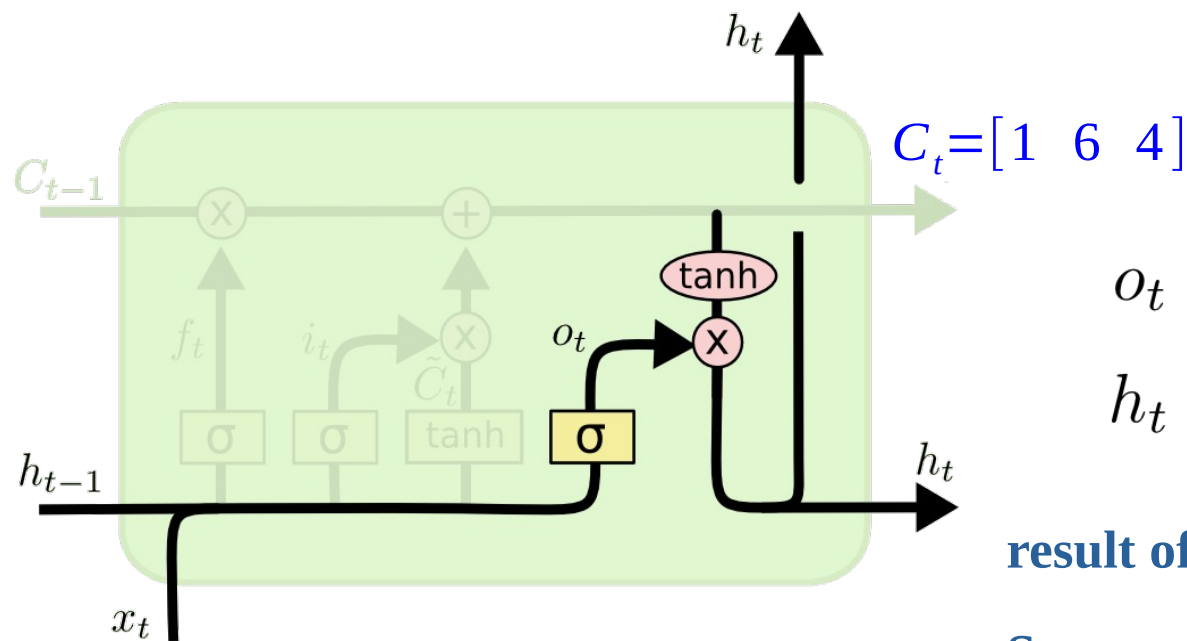 h_t
C_t=[1 6 4]
C_{t-1}
x +
tanh
o_t
f_t i_t o_t x x
C̃_t
h_t
σ σ tanh σ
h_{t-1} h_t
result of
x_t